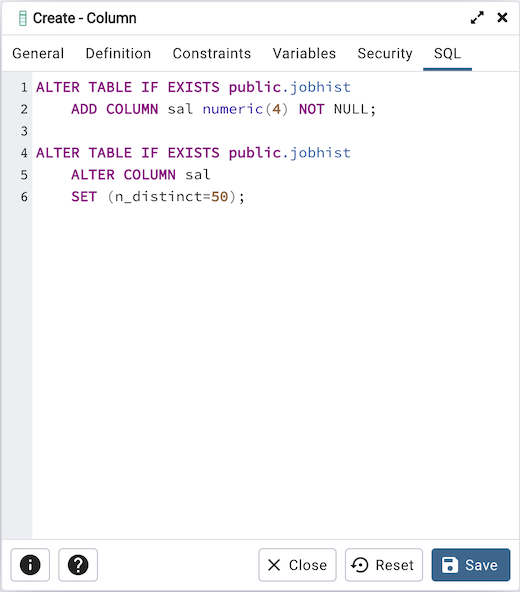 Create - Column
General Definition Constraints Variables Security SQL
1 ALTER TABLE IF EXISTS public.jobhist
2 ADD COLUMN sal numeric(4) NOT NULL;
3
4 ALTER TABLE IF EXISTS public.jobhist
5 ALTER COLUMN sal
6 SET (n_distinct=50);
i ? Close Reset Save